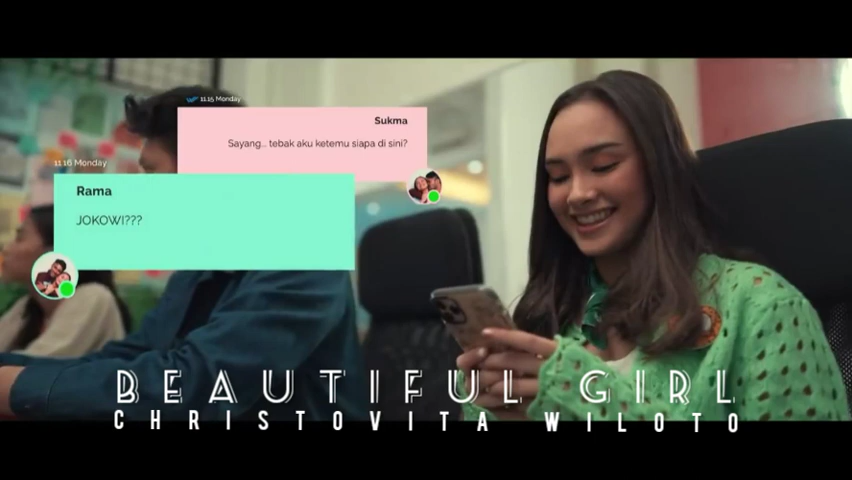 11.15 Monday
Sukma
Sayang... tebak aku ketemu siapa di sini?
11.16 Monday
Rama
JOKOWI???
BEAUTIFUL GIRL
CHRISTOVITA WILOTO